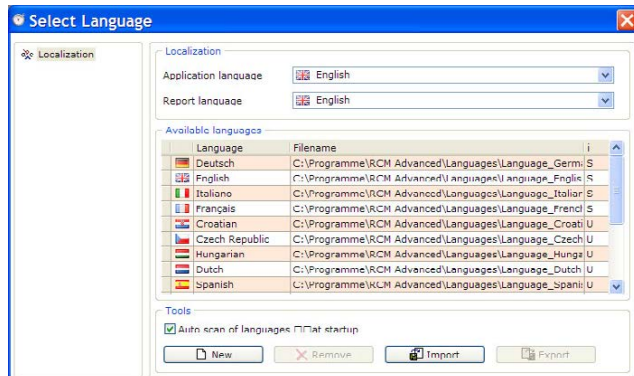 Select Language
Localization
Localization
Application language English
Report language English
Available languages
Language Filename i
Deutsch C:\Programme\RCM Advanced\Languages\Language_Germ S
English C:\Programme\RCM Advanced\Languages\Language_Englis S
Italiano C:\Programme\RCM Advanced\Languages\Language_Italiar S
Français C:\Programme\RCM Advanced\Languages\Language_French S
Croatian C:\Programme\RCM Advanced\Languages\Language_Croati U
Czech Republic C:\Programme\RCM Advanced\Languages\Language_Czech U
Hungarian C:\Programme\RCM Advanced\Languages\Language_Hunga U
Dutch C:\Programme\RCM Advanced\Languages\Language_Dutch U
Spanish C:\Programme\RCM Advanced\Languages\Language_Spani U
Tools
Auto scan of languages □□at startup
New Remove Import Export